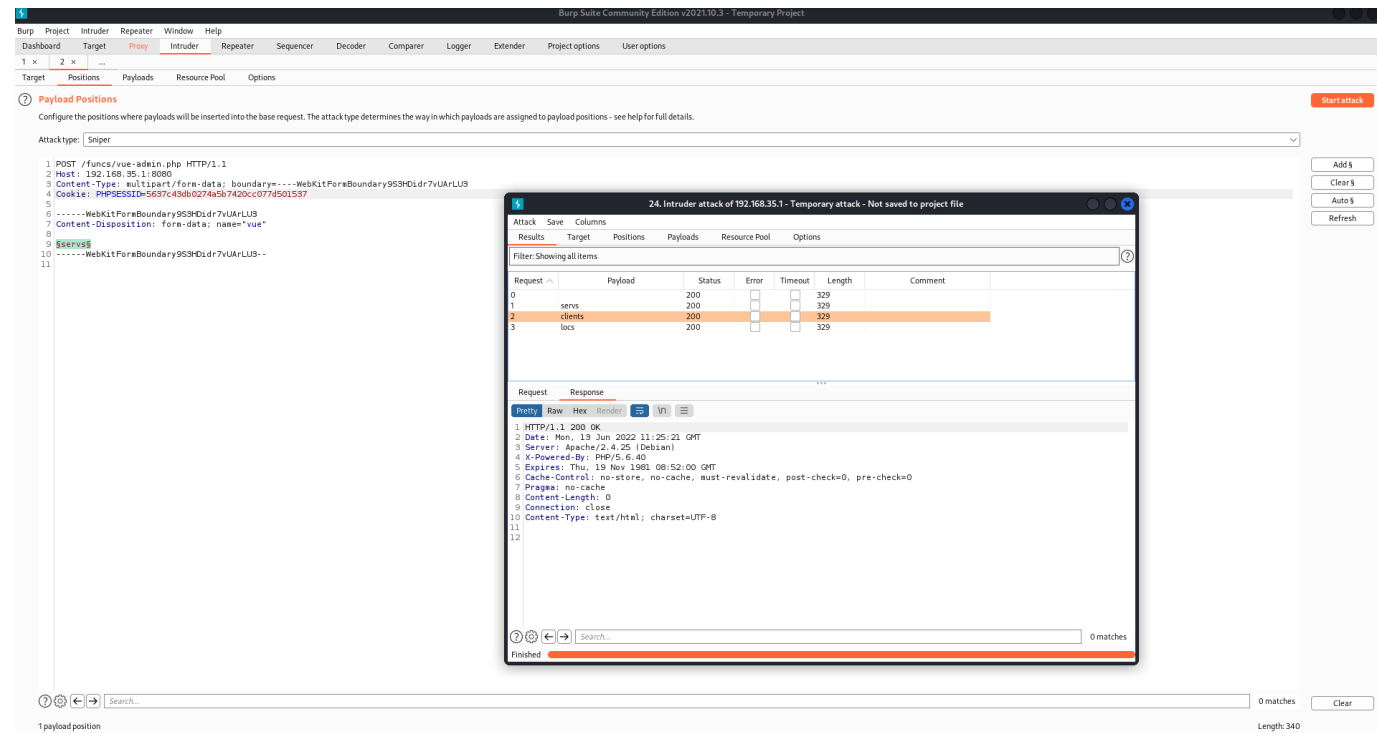 Burp Suite Community Edition v2021.10.3 - Temporary Project
Burp Project Intruder Repeater Window Help
Dashboard Target Proxy Intruder Repeater Sequencer Decoder Comparer Logger Extender Project options User options
1 × 2 × ...
Target Positions Payloads Resource Pool Options
? Payload Positions
Start attack
Configure the positions where payloads will be inserted into the base request. The attack type determines the way in which payloads are assigned to payload positions - see help for full details.
Attack type: Sniper
Add §
Clear §
Auto §
Refresh
1 POST /funcs/vue-admin.php HTTP/1.1
2 Host: 192.168.35.1:8080
3 Content-Type: multipart/form-data; boundary=----WebKitFormBoundary9S3HDidr7vUArLU3
4 Cookie: PHPSESSID=5637c43db0274a5b7420cc077d501537
5
6 ------WebKitFormBoundary9S3HDidr7vUArLU3
7 Content-Disposition: form-data; name="vue"
8
9 §servs§
10 ------WebKitFormBoundary9S3HDidr7vUArLU3--
11
24. Intruder attack of 192.168.35.1 - Temporary attack - Not saved to project file
Attack Save Columns
Results Target Positions Payloads Resource Pool Options
Filter: Showing all items ?
Request Payload Status Error Timeout Length Comment
0 200 329
1 servs 200 329
2 clients 200 329
3 locs 200 329
Request Response
Pretty Raw Hex Render \n
1 HTTP/1.1 200 OK
2 Date: Mon, 13 Jun 2022 11:25:21 GMT
3 Server: Apache/2.4.25 (Debian)
4 X-Powered-By: PHP/5.6.40
5 Expires: Thu, 19 Nov 1981 08:52:00 GMT
6 Cache-Control: no-store, no-cache, must-revalidate, post-check=0, pre-check=0
7 Pragma: no-cache
8 Content-Length: 0
9 Connection: close
10 Content-Type: text/html; charset=UTF-8
11
12
? Search... 0 matches
Finished
? Search... 0 matches
Clear
1 payload position
Length: 340